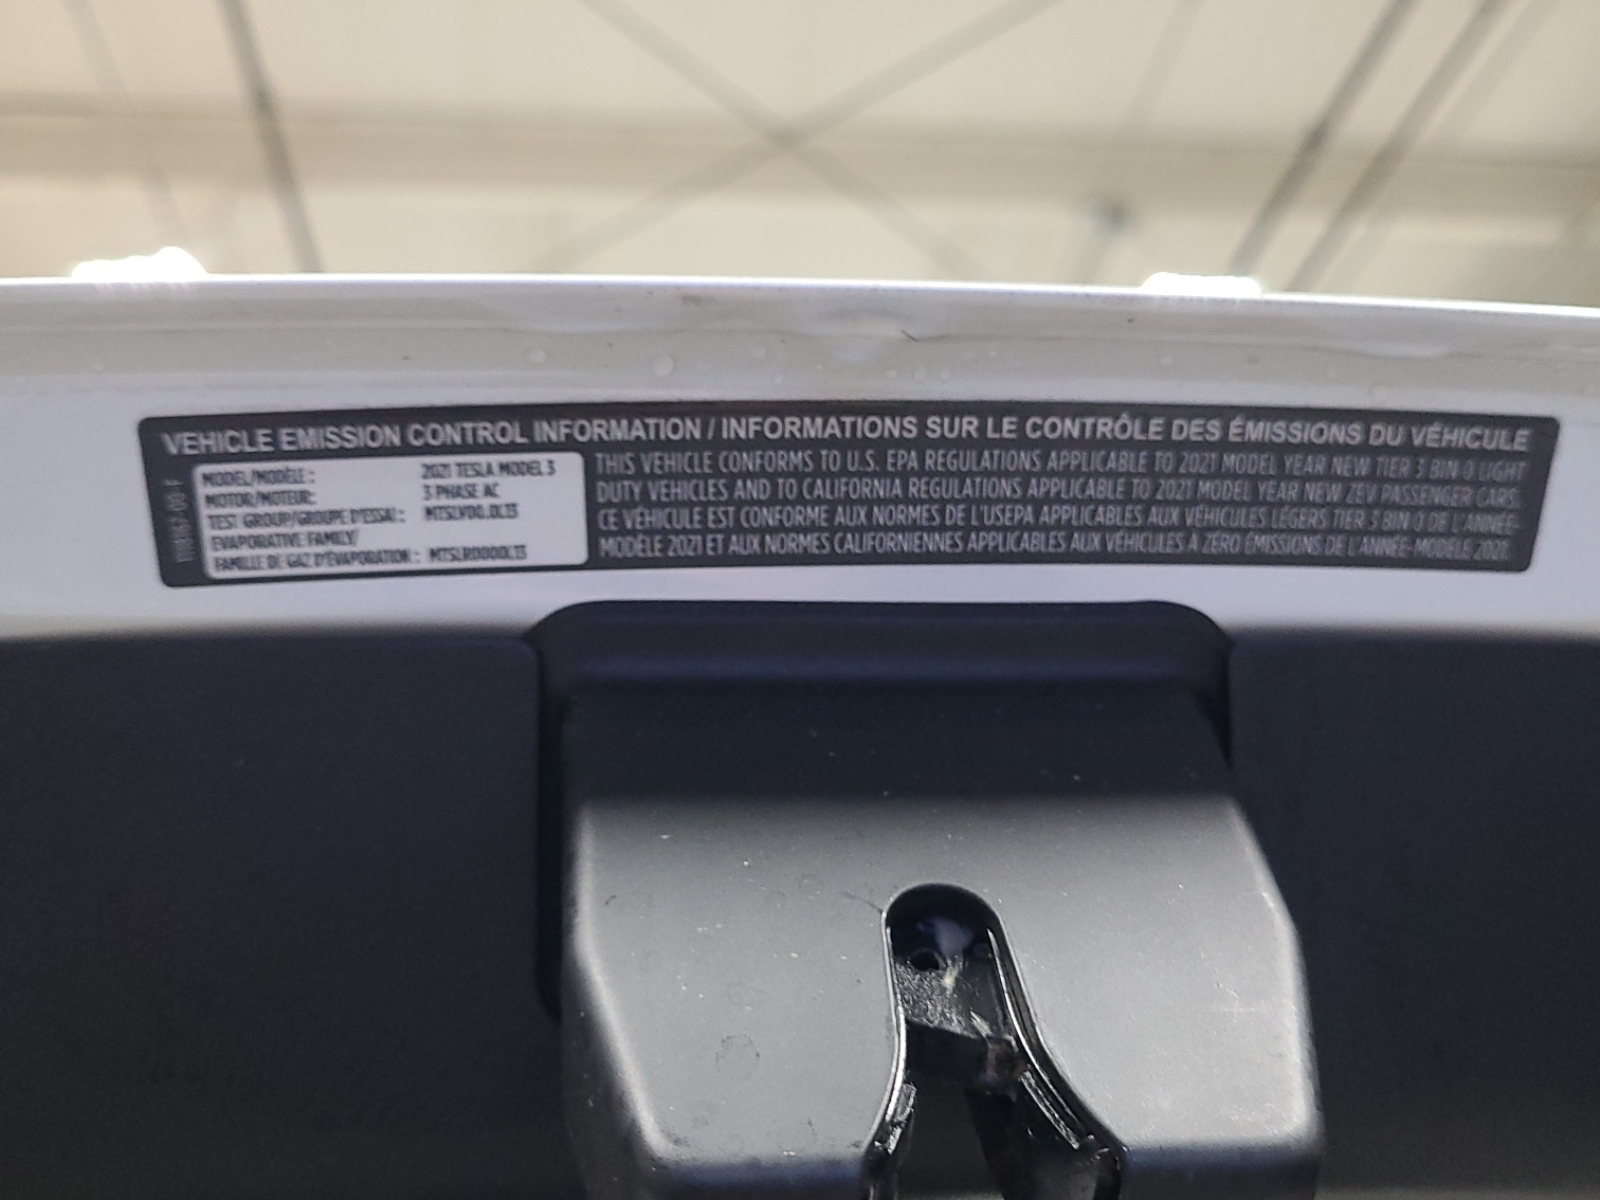 VEHICLE EMISSION CONTROL INFORMATION / INFORMATIONS SUR LE CONTRÔLE DES ÉMISSIONS DU VÉHICULE
MODEL/MODÈLE: 2021 TESLA MODEL 3
MOTOR/MOTEUR: 3 PHASE AC
TEST GROUP/GROUPE D'ESSAI: MTSLV00.0L13
EVAPORATIVE FAMILY/
FAMILLE DE GAZ D'ÉVAPORATION: MTSLR0000L13
THIS VEHICLE CONFORMS TO U.S. EPA REGULATIONS APPLICABLE TO 2021 MODEL YEAR NEW TIER 3 BIN 0 LIGHT
DUTY VEHICLES AND TO CALIFORNIA REGULATIONS APPLICABLE TO 2021 MODEL YEAR NEW ZEV PASSENGER CARS.
CE VÉHICULE EST CONFORME AUX NORMES DE L'USEPA APPLICABLES AUX VÉHICULES LÉGERS TIER 3 BIN 0 DE L'ANNÉE-
MODÈLE 2021 ET AUX NORMES CALIFORNIENNES APPLICABLES AUX VÉHICULES À ZÉRO ÉMISSIONS DE L'ANNÉE-MODÈLE 2021.